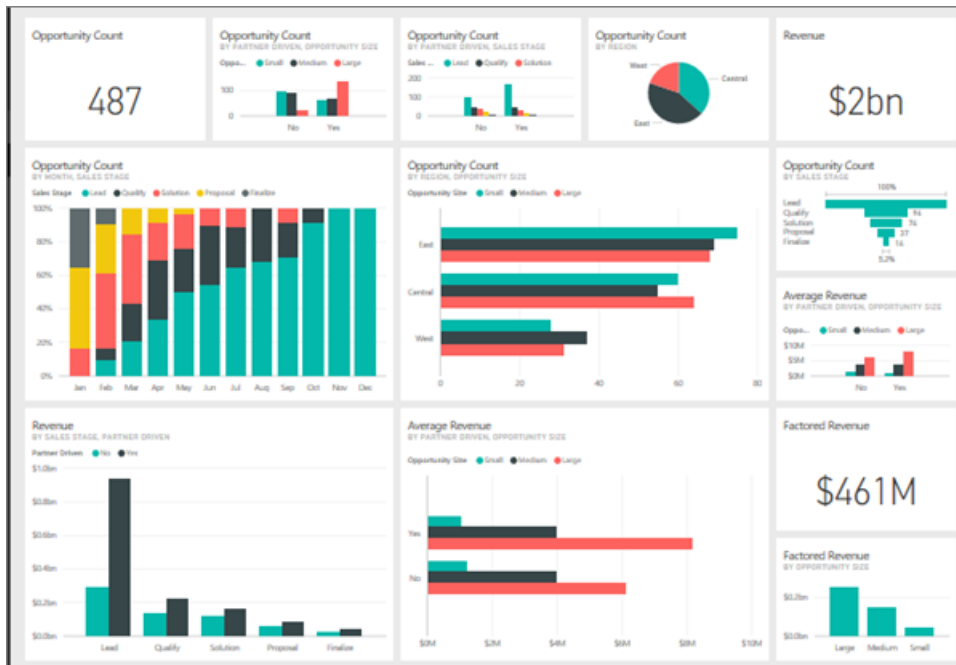 Opportunity Count
487
Opportunity Count
BY PARTNER DRIVEN, OPPORTUNITY SIZE
Oppo... Small Medium Large
100
0
No Yes
Opportunity Count
BY PARTNER DRIVEN, SALES STAGE
Sales ... Lead Qualify Solution
200
100
0
No Yes
Opportunity Count
BY REGION
West
Central
East
Revenue
$2bn
Opportunity Count
BY MONTH, SALES STAGE
Sales Stage Lead Qualify Solution Proposal Finalize
100%
80%
60%
40%
20%
0%
Jan Feb Mar Apr May Jun Jul Aug Sep Oct Nov Dec
Opportunity Count
BY REGION, OPPORTUNITY SIZE
Opportunity Size Small Medium Large
East
Central
West
0 20 40 60 80
Opportunity Count
BY SALES STAGE
100%
Lead
Qualify 94
Solution 74
Proposal 37
Finalize 14
5.2%
Average Revenue
BY PARTNER DRIVEN, OPPORTUNITY SIZE
Oppo... Small Medium Large
$10M
$5M
$0M
No Yes
Revenue
BY SALES STAGE, PARTNER DRIVEN
Partner Driven No Yes
$1.0bn
$0.8bn
$0.6bn
$0.4bn
$0.2bn
$0.0bn
Lead Qualify Solution Proposal Finalize
Average Revenue
BY PARTNER DRIVEN, OPPORTUNITY SIZE
Opportunity Size Small Medium Large
Yes
No
$0M $2M $4M $6M $8M $10M
Factored Revenue
$461M
Factored Revenue
BY OPPORTUNITY SIZE
$0.2bn
$0.0bn
Large Medium Small